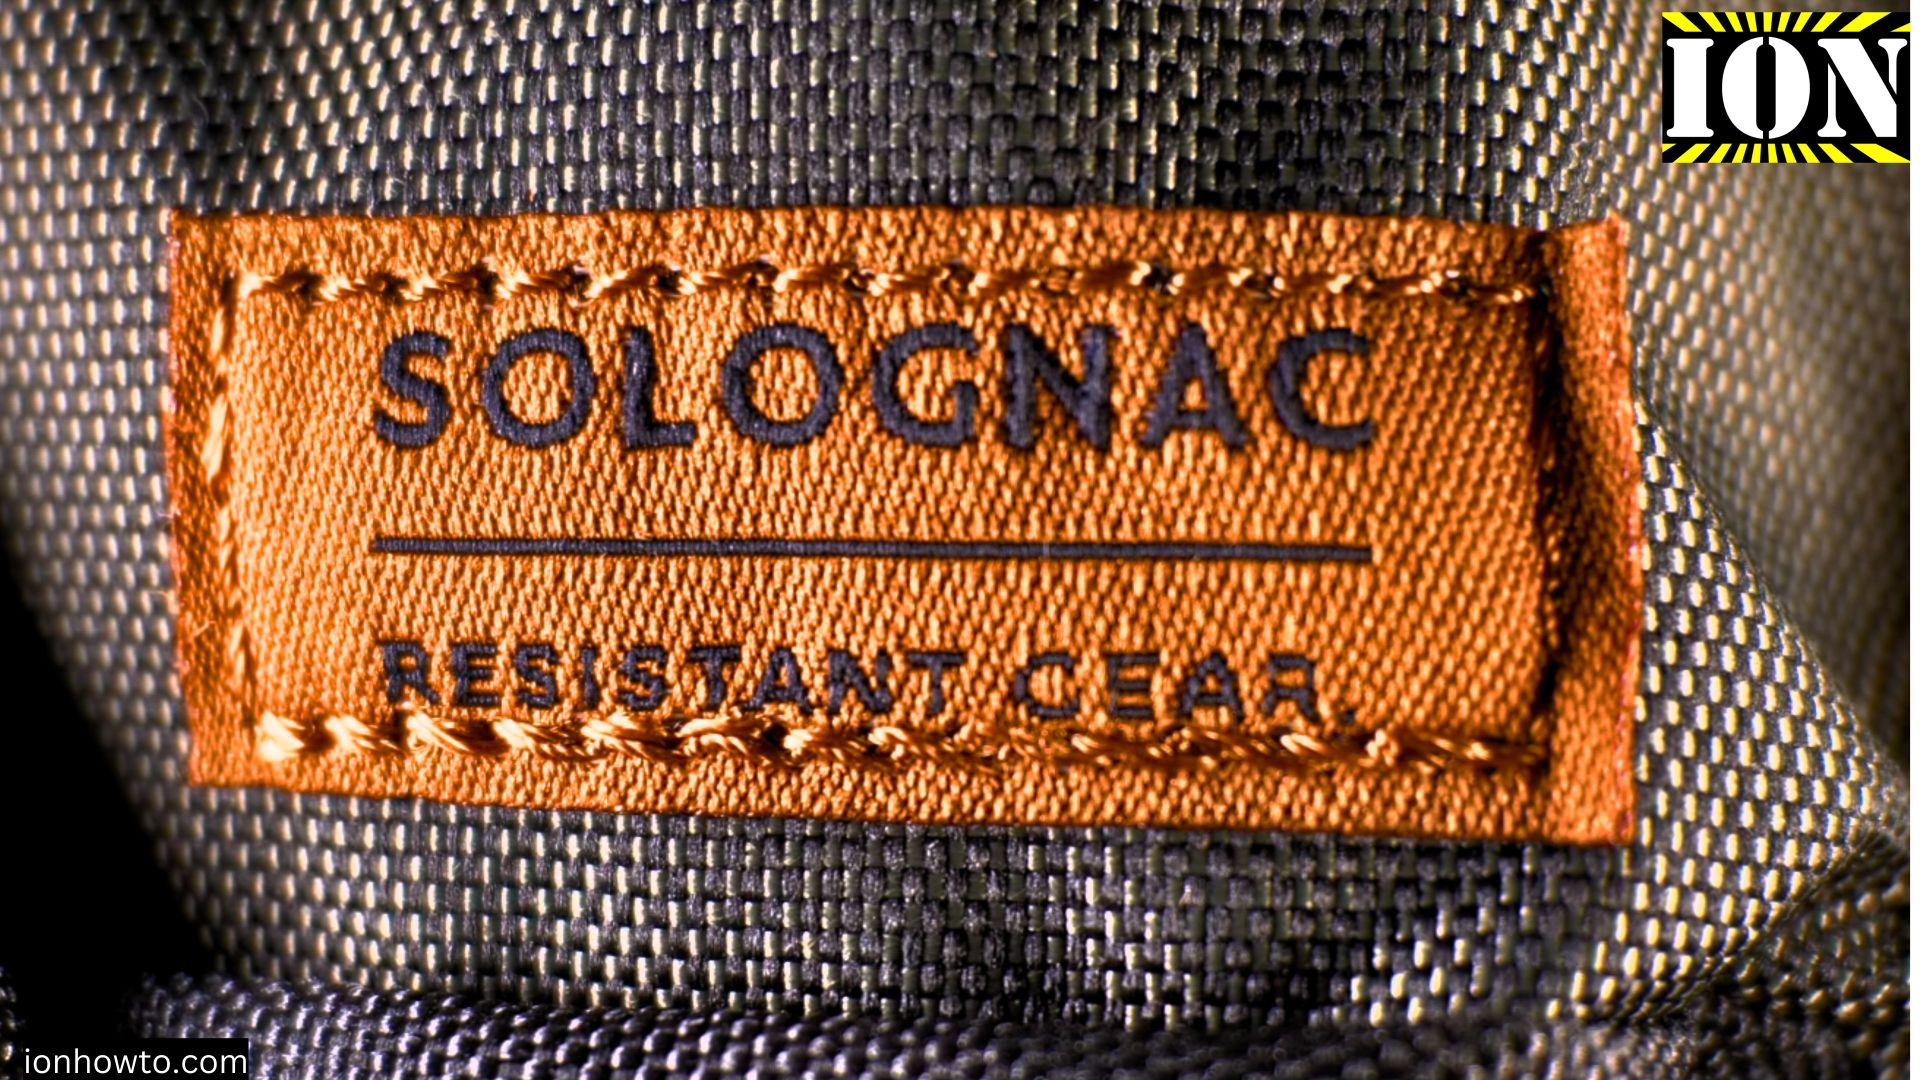 ION
SOLOGNAC
RESISTANT GEAR.
ionhowto.com